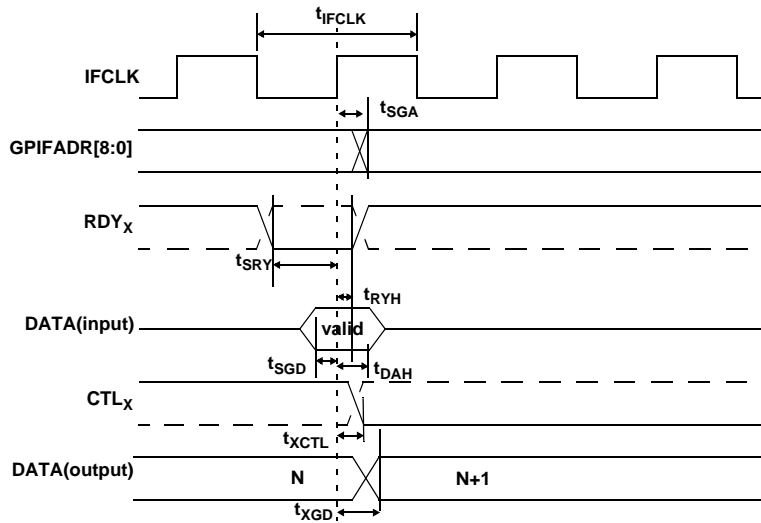 tIFCLK
IFCLK
tSGA
GPIFADR[8:0]
RDYX
tSRY
tRYH
DATA(input)
valid
tSGD
tDAH
CTLX
tXCTL
DATA(output)
N
N+1
tXGD